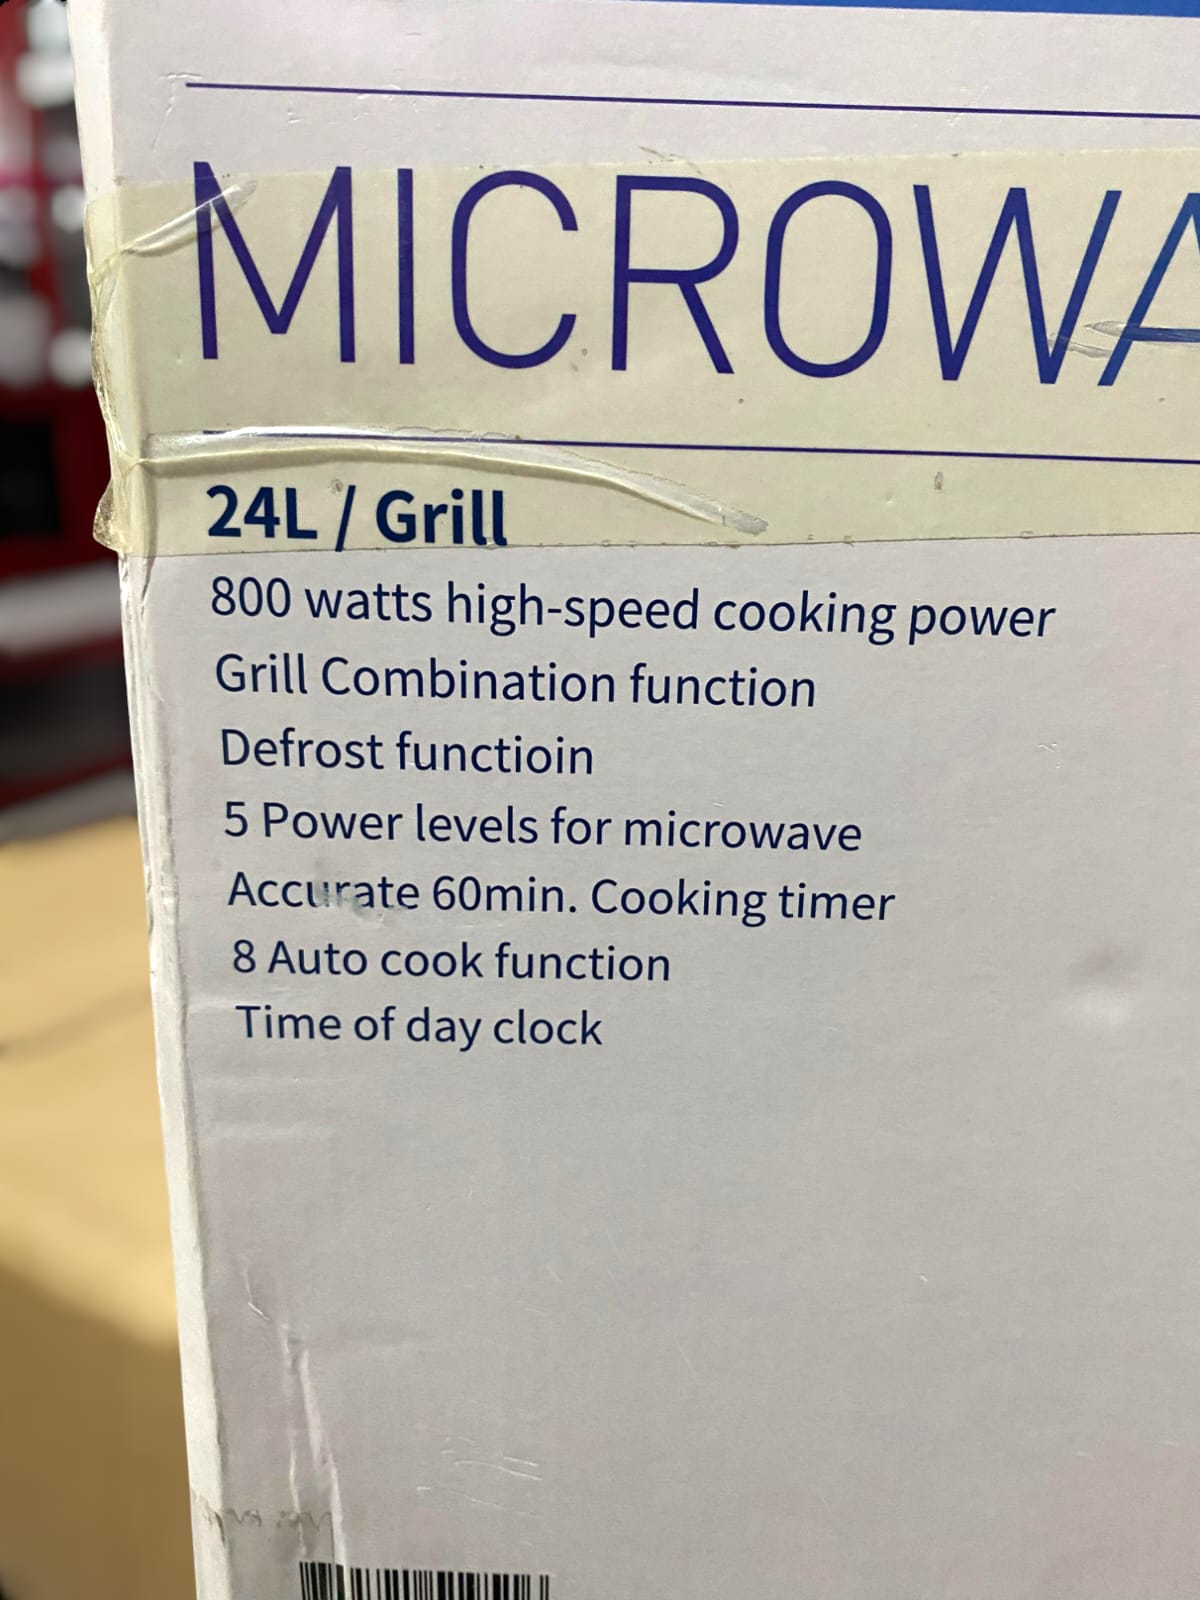 MICROWA
24L / Grill
800 watts high-speed cooking power
Grill Combination function
Defrost functioin
5 Power levels for microwave
Accurate 60min. Cooking timer
8 Auto cook function
Time of day clock